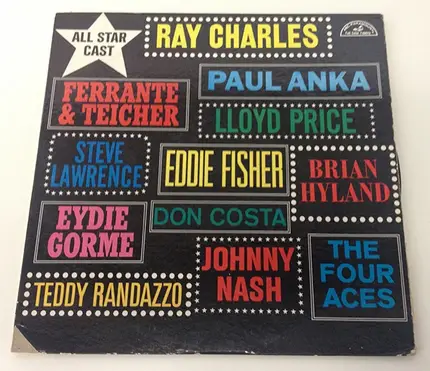 ALL STAR
CAST
RAY CHARLES
FERRANTE
& TEICHER
PAUL ANKA
LLOYD PRICE
STEVE
LAWRENCE
EDDIE FISHER
BRIAN
HYLAND
EYDIE
GORME
DON COSTA
JOHNNY
NASH
THE
FOUR
ACES
TEDDY RANDAZZO